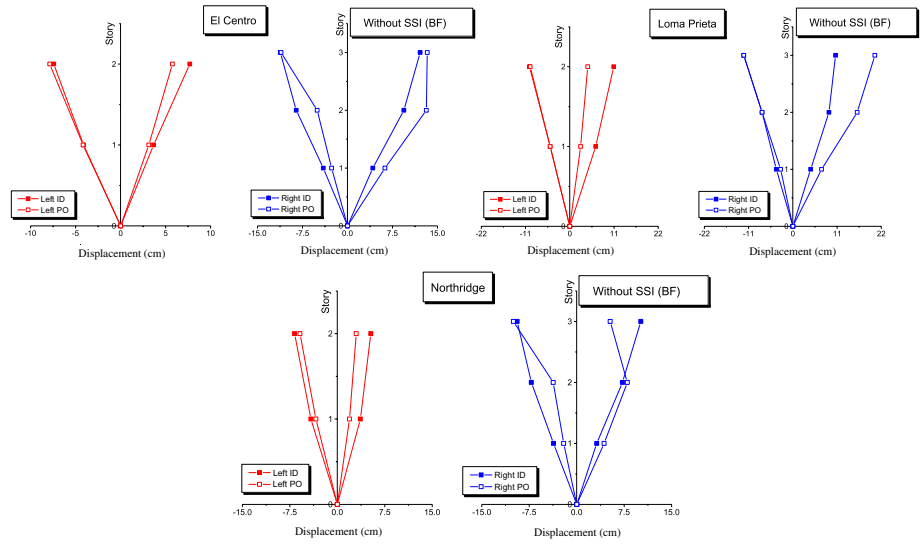 El Centro
Without SSI (BF)
Story
3
2
2
1
1
0
0
Left ID
Left PO
Right ID
Right PO
-10 -5 0 5 10
-15.0 -7.5 0.0 7.5 15.0
Displacement (cm)
Displacement (cm)
Loma Prieta
Without SSI (BF)
Story
Story
3
2
2
1
1
0
0
Left ID
Left PO
Right ID
Right PO
-22 -11 0 11 22
-22 -11 0 11 22
Displacement (cm)
Displacement (cm)
Northridge
Without SSI (BF)
Story
Story
3
2
2
1
1
0
0
Left ID
Left PO
Right ID
Right PO
-15.0 -7.5 0.0 7.5 15.0
-15.0 -7.5 0.0 7.5 15.0
Displacement (cm)
Displacement (cm)